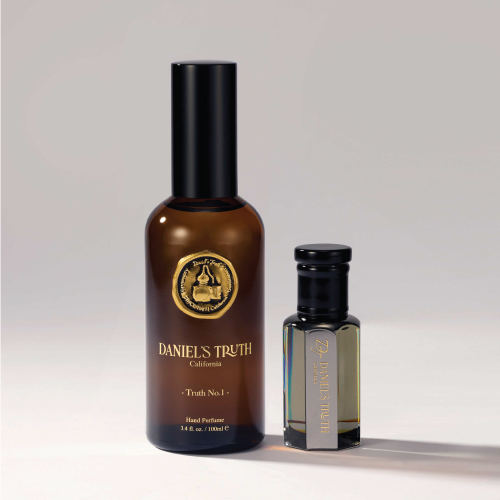 DANIEL'S TRUTH
California
- Truth No.1 -
Hand Perfume
3.4 fl. oz. / 100ml ℮
DANIEL'S TRUTH